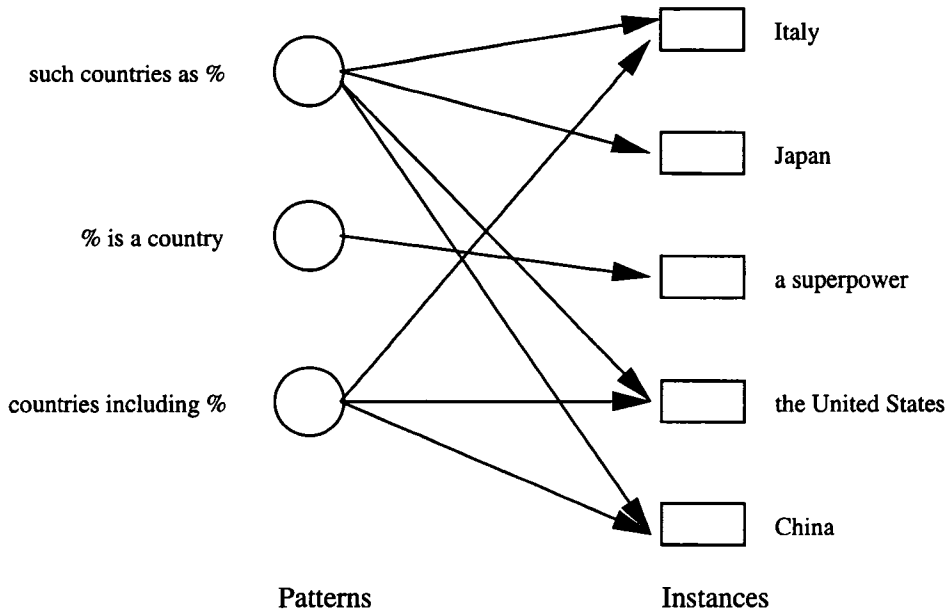 Italy
such countries as %
Japan
% is a country
a superpower
countries including %
the United States
China
Patterns
Instances